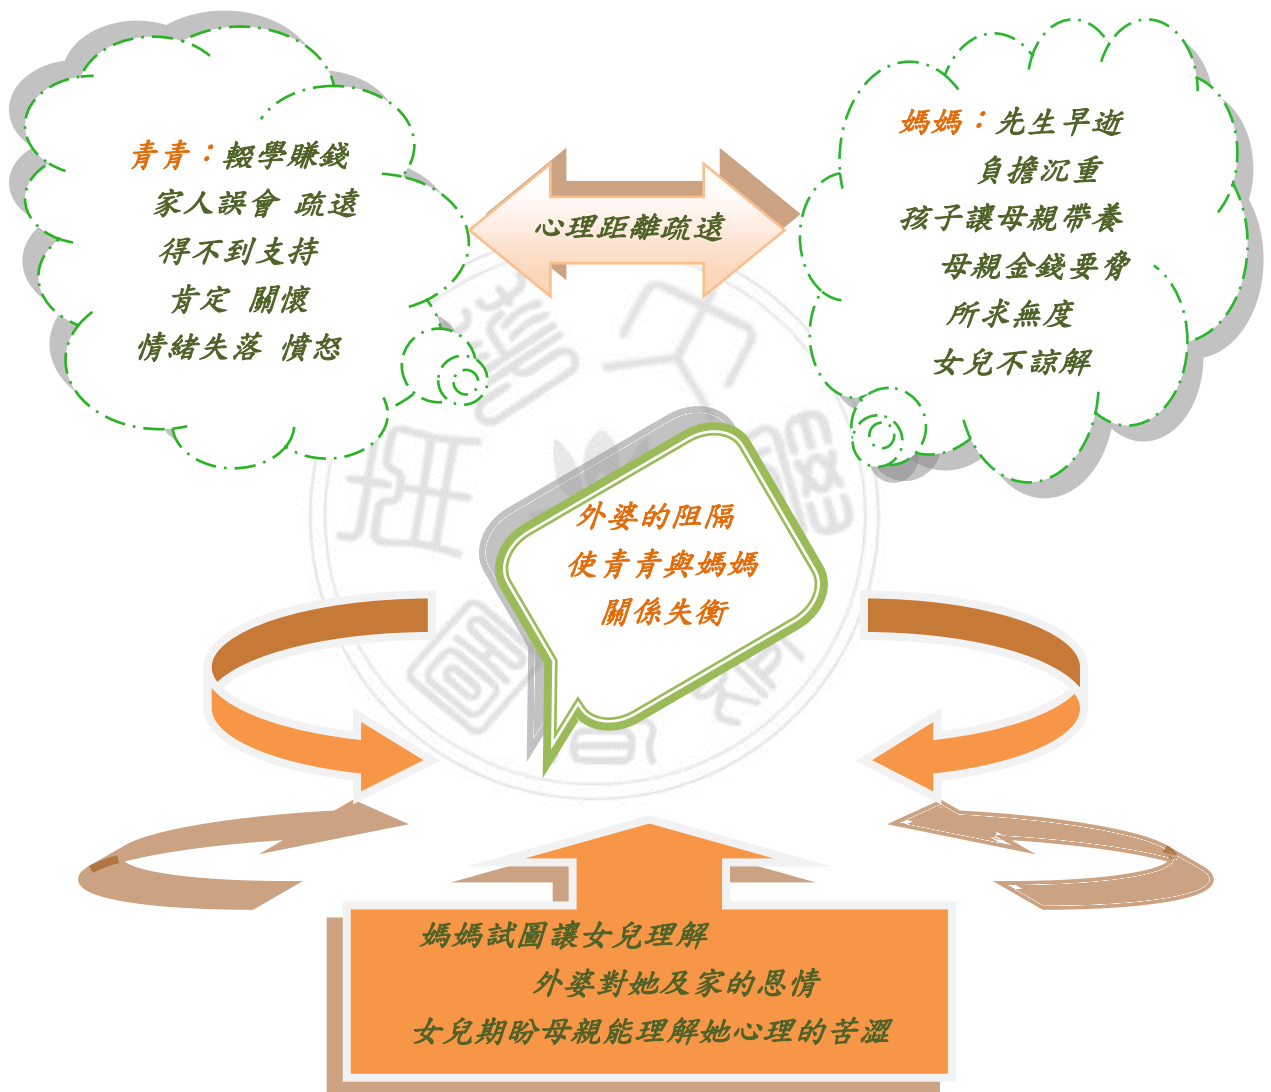 青青：輟學賺錢
家人誤會 疏遠
得不到支持
肯定 關懷
情緒失落 憤怒
心理距離疏遠
媽媽：先生早逝
負擔沉重
孩子讓母親帶養
母親金錢要脅
所求無度
女兒不諒解
外婆的阻隔
使青青與媽媽
關係失衡
媽媽試圖讓女兒理解
外婆對她及家的恩情
女兒期盼母親能理解她心理的苦澀